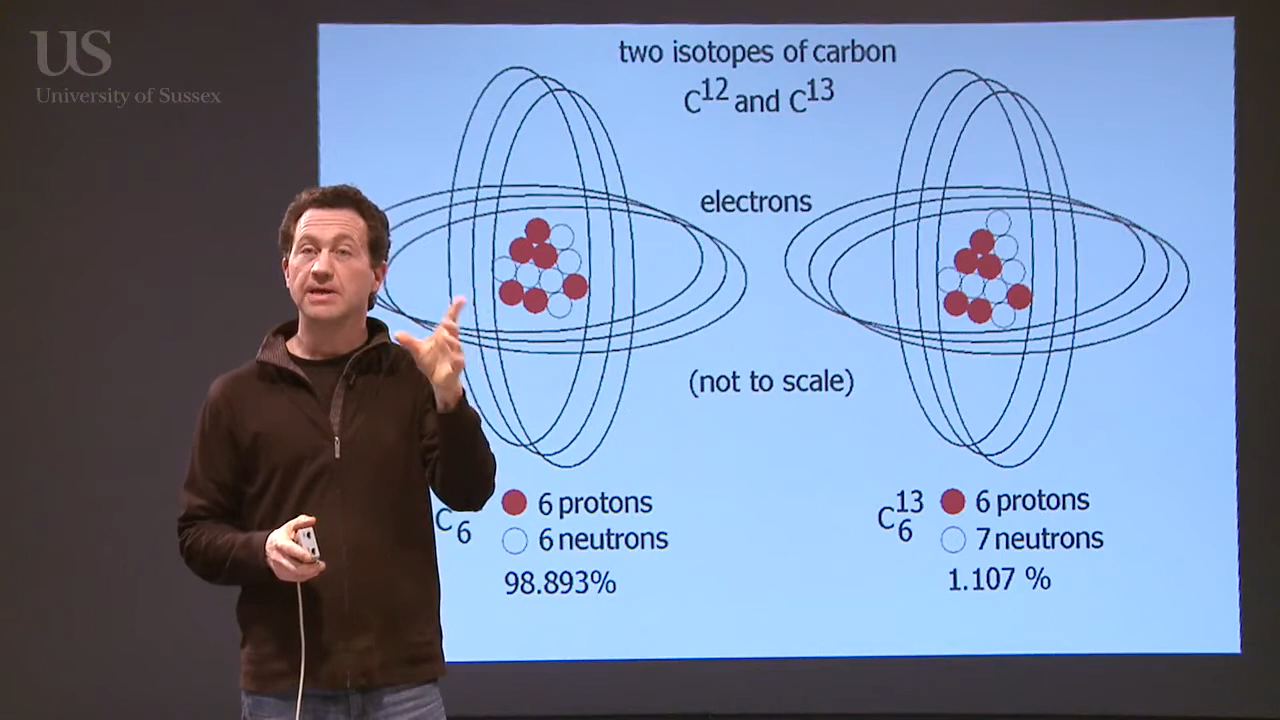 US
University of Sussex
two isotopes of carbon
C12 and C13
electrons
(not to scale)
C 6
6 protons
6 neutrons
98.893%
C 13 6
6 protons
7 neutrons
1.107 %